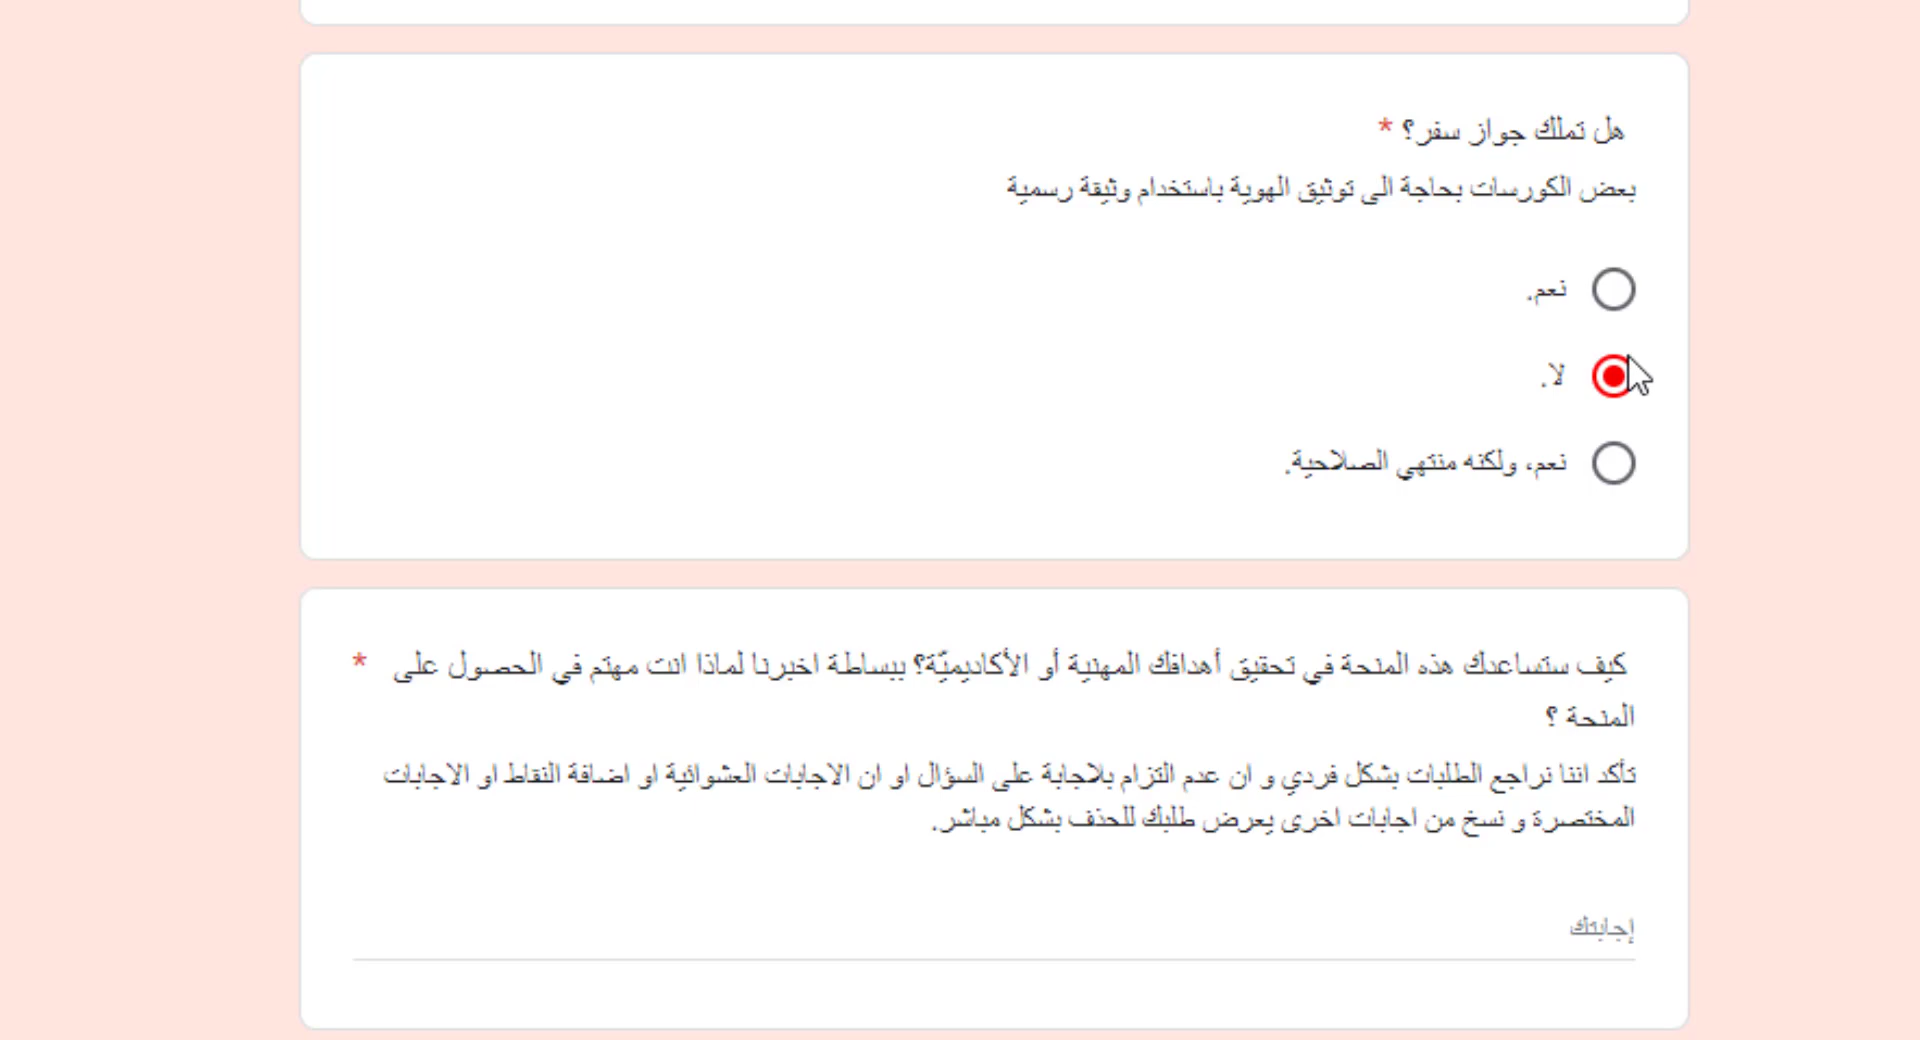 هل تملك جواز سفر؟ *
بعض الكورسات بحاجة الى توثيق الهوية باستخدام وثيقة رسمية
نعم.
لا.
نعم، ولكنه منتهي الصلاحية.
كيف ستساعدك هذه المنحة في تحقيق أهدافك المهنية أو الأكاديميّة؟ ببساطة اخبرنا لماذا انت مهتم في الحصول على *
المنحة ؟
تأكد اننا نراجع الطلبات بشكل فردي و ان عدم التزام بلاجابة على السؤال او ان الاجابات العشوائية او اضافة النقاط او الاجابات
المختصرة و نسخ من اجابات اخرى يعرض طلبك للحذف بشكل مباشر.
إجابتك